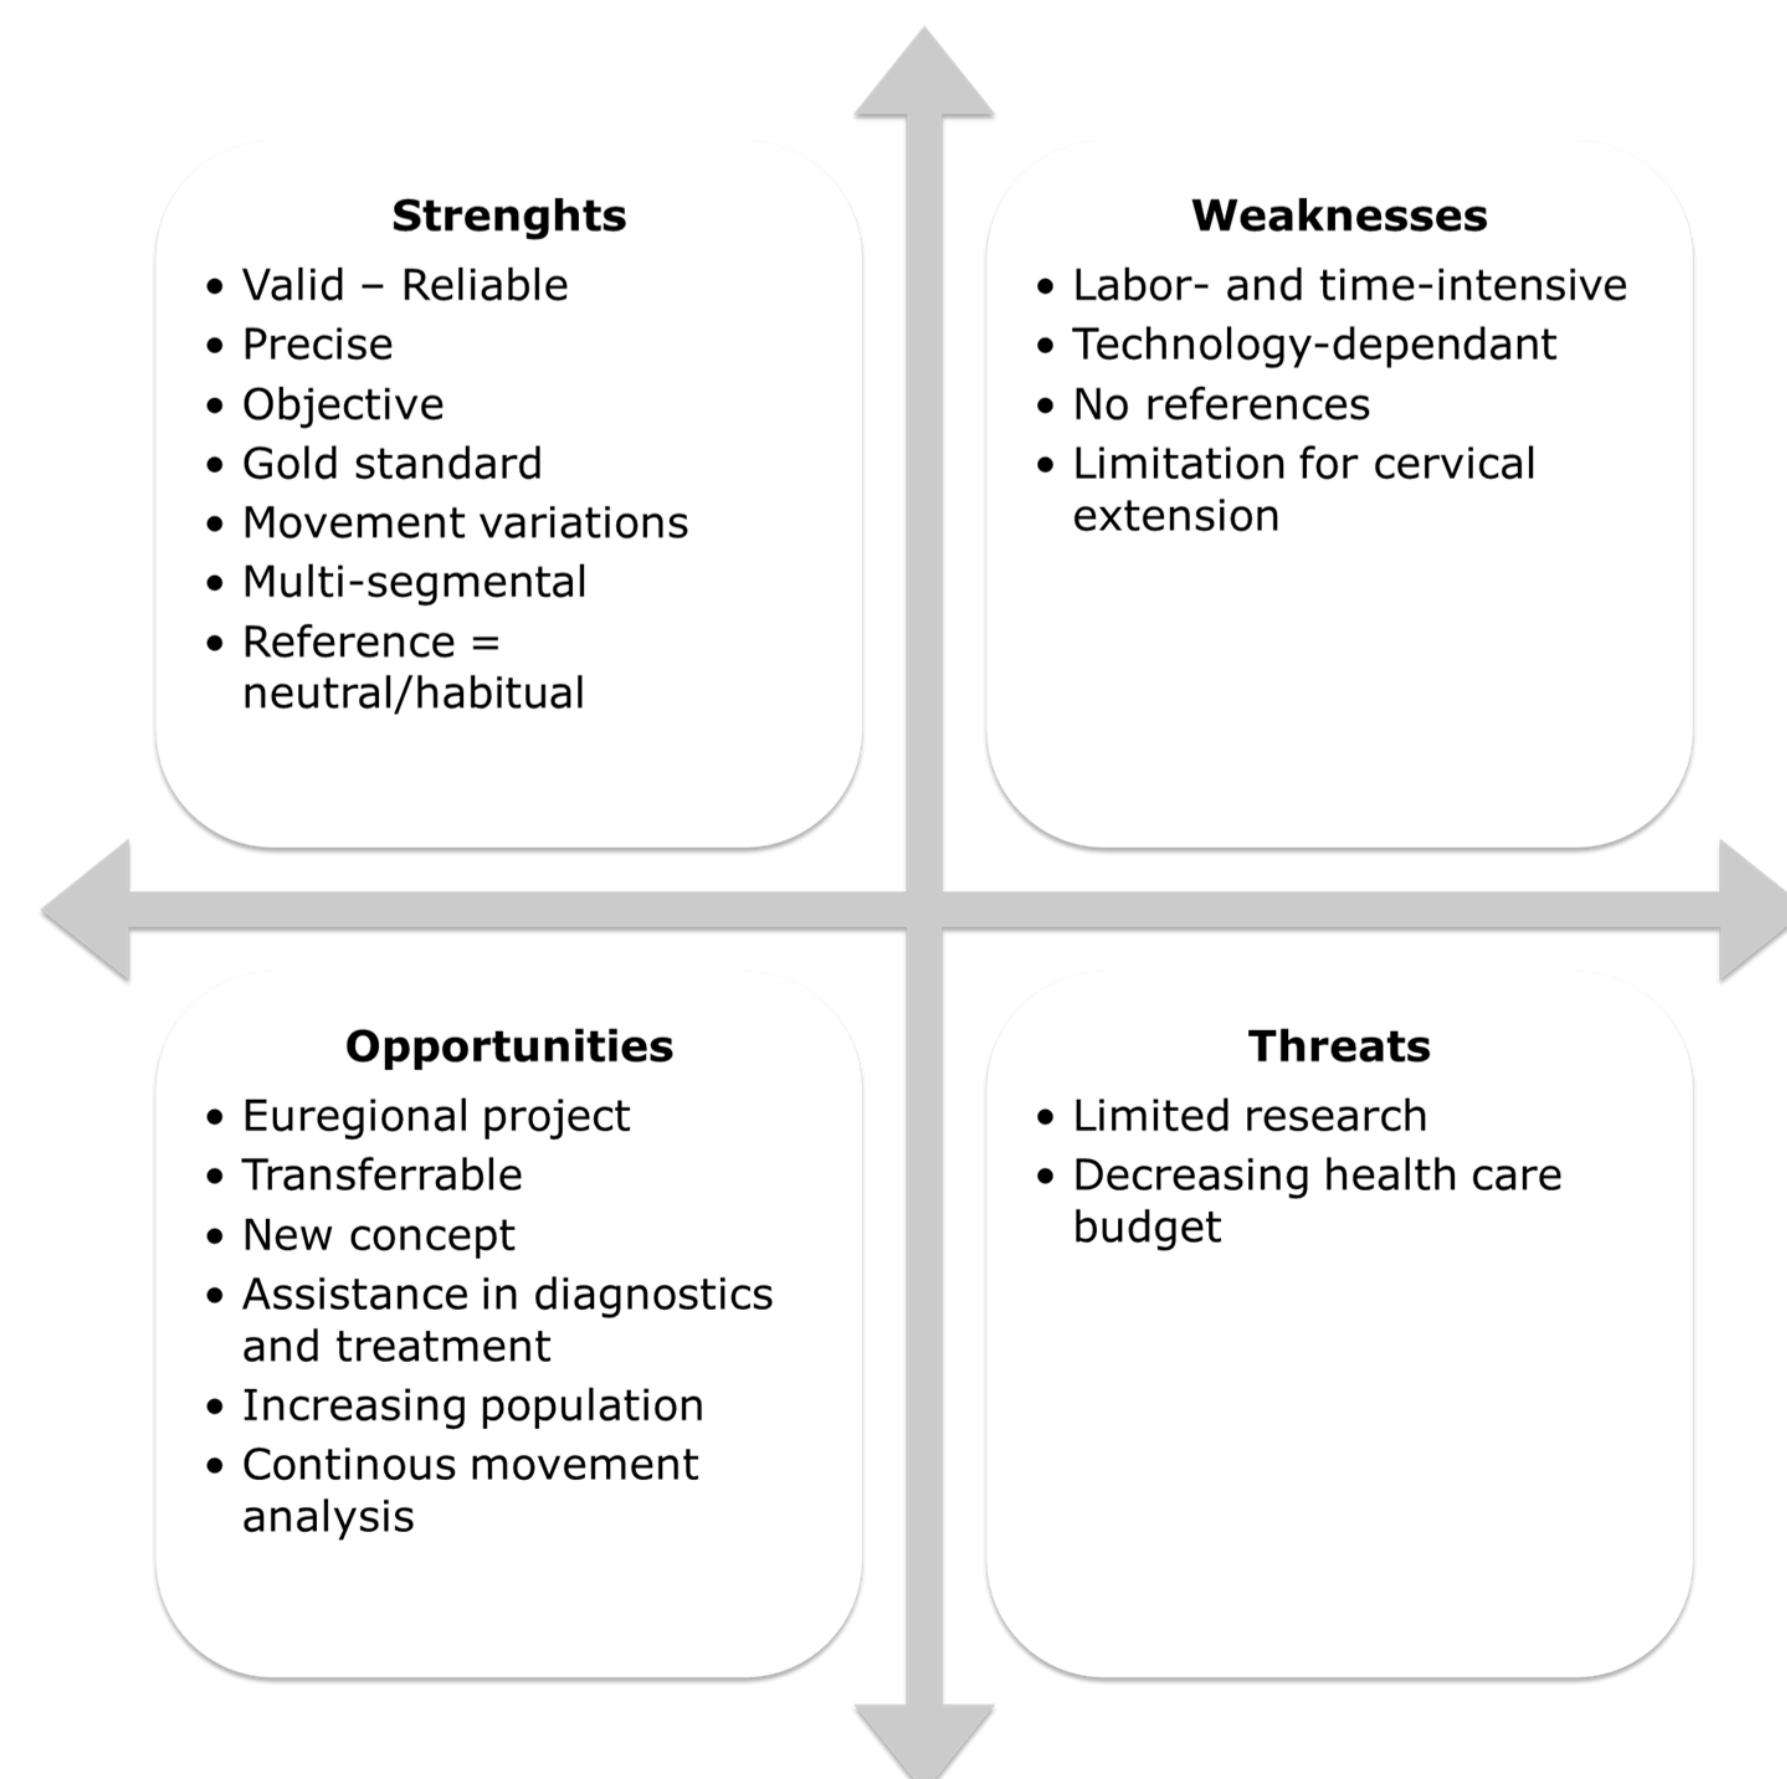 Strenghts
• Valid – Reliable
• Precise
• Objective
• Gold standard
• Movement variations
• Multi-segmental
• Reference =
neutral/habitual
Weaknesses
• Labor- and time-intensive
• Technology-dependant
• No references
• Limitation for cervical
extension
Opportunities
• Euregional project
• Transferrable
• New concept
• Assistance in diagnostics
and treatment
• Increasing population
• Continous movement
analysis
Threats
• Limited research
• Decreasing health care
budget